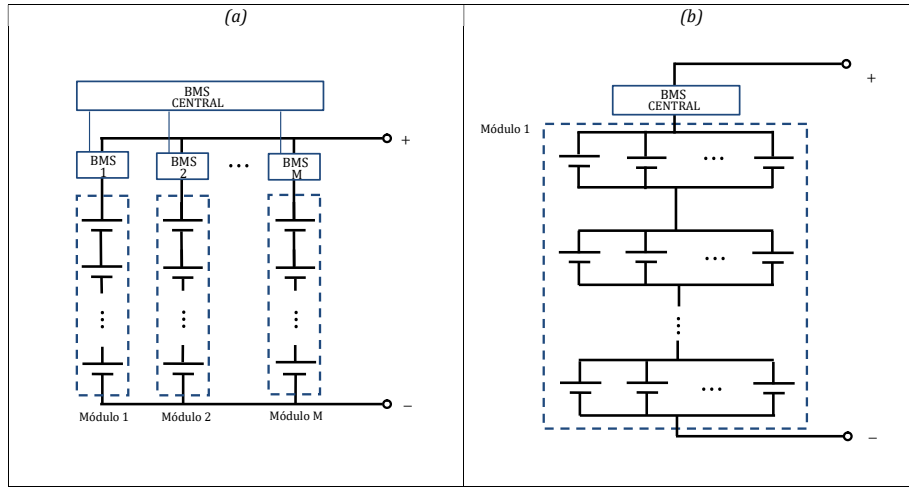 (a)
BMS
CENTRAL
+
BMS
1
BMS
2
...
BMS
M
...
...
...
−
Módulo 1
Módulo 2
Módulo M
(b)
+
BMS
CENTRAL
Módulo 1
...
...
...
...
−